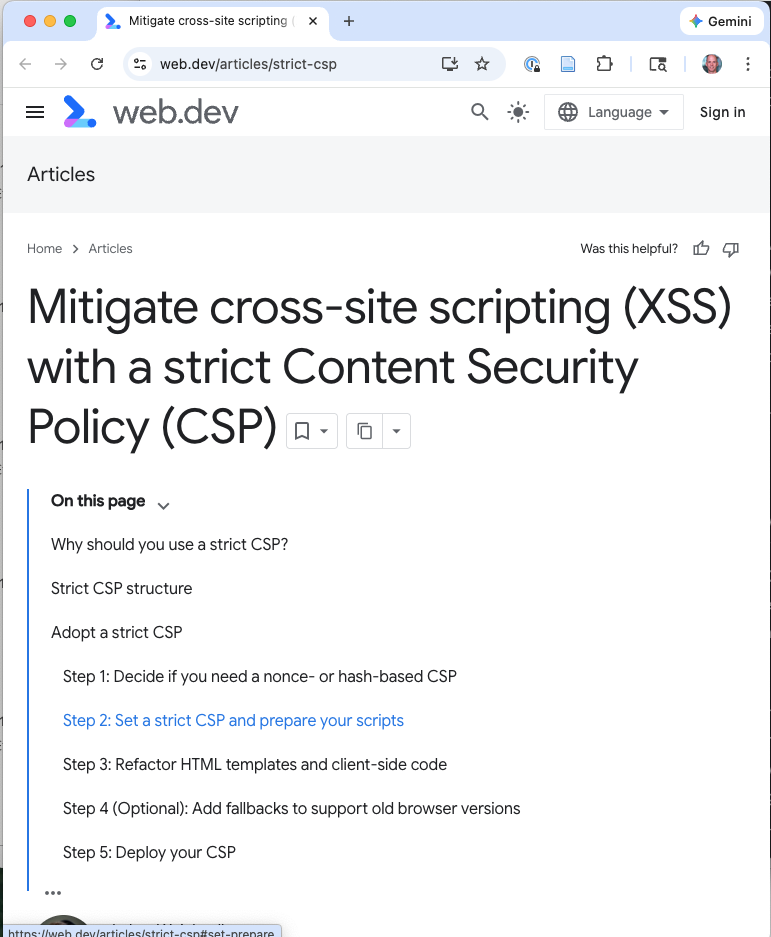 Mitigate cross-site scripting (
Gemini
web.dev/articles/strict-csp
web.dev
Language
Sign in
Articles
Home
Articles
Was this helpful?
Mitigate cross-site scripting (XSS)
with a strict Content Security
Policy (CSP)
On this page
Why should you use a strict CSP?
Strict CSP structure
Adopt a strict CSP
Step 1: Decide if you need a nonce- or hash-based CSP
Step 2: Set a strict CSP and prepare your scripts
Step 3: Refactor HTML templates and client-side code
Step 4 (Optional): Add fallbacks to support old browser versions
Step 5: Deploy your CSP
https://web.dev/articles/strict-csp#set-prepare